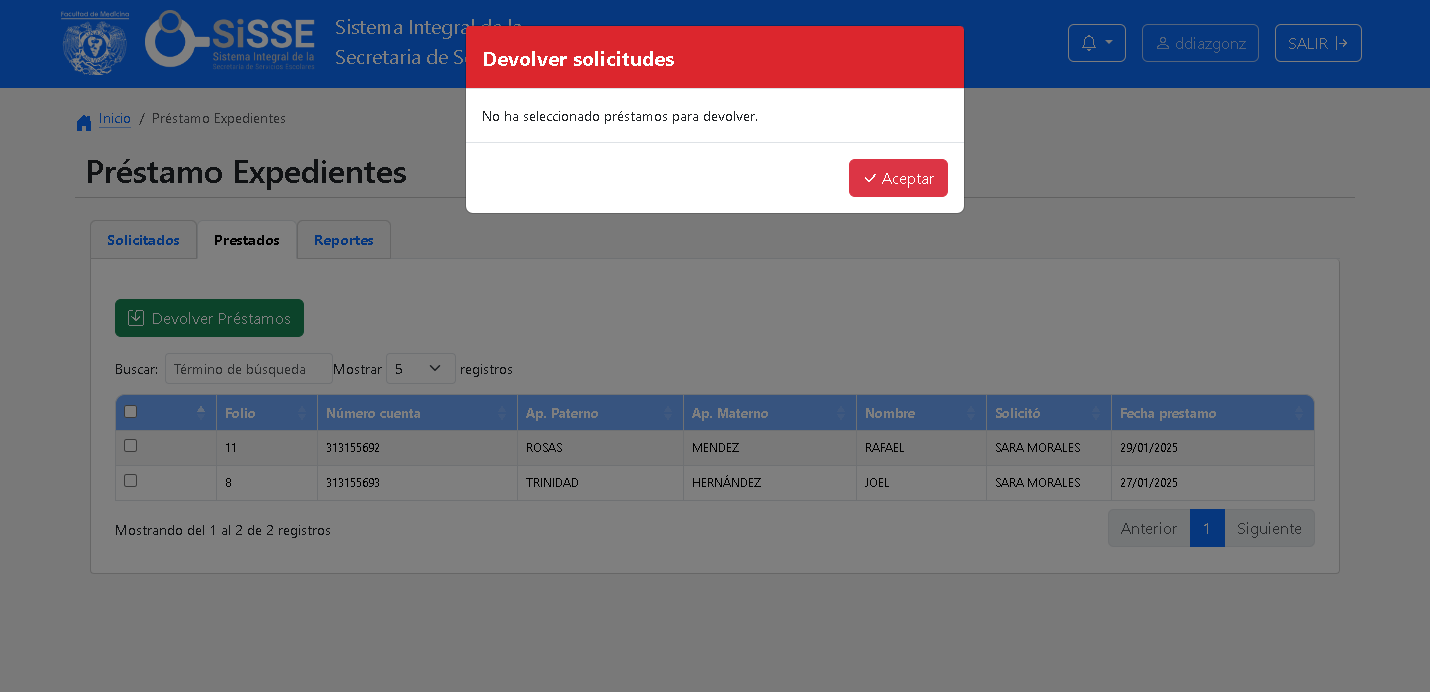 Facultad de Medicina
SiSSE
Sistema Integral de la
Secretaría de Servicios Escolares
Sistema Integral de la
Secretaria de S
ddiazgonz
SALIR
Devolver solicitudes
No ha seleccionado préstamos para devolver.
Aceptar
Inicio / Préstamo Expedientes
Préstamo Expedientes
Solicitados Prestados Reportes
Devolver Préstamos
Buscar: Término de búsqueda Mostrar 5 registros
Folio Número cuenta Ap. Paterno Ap. Materno Nombre Solicitó Fecha prestamo
11 313155692 ROSAS MENDEZ RAFAEL SARA MORALES 29/01/2025
8 313155693 TRINIDAD HERNÁNDEZ JOEL SARA MORALES 27/01/2025
Mostrando del 1 al 2 de 2 registros
Anterior 1 Siguiente